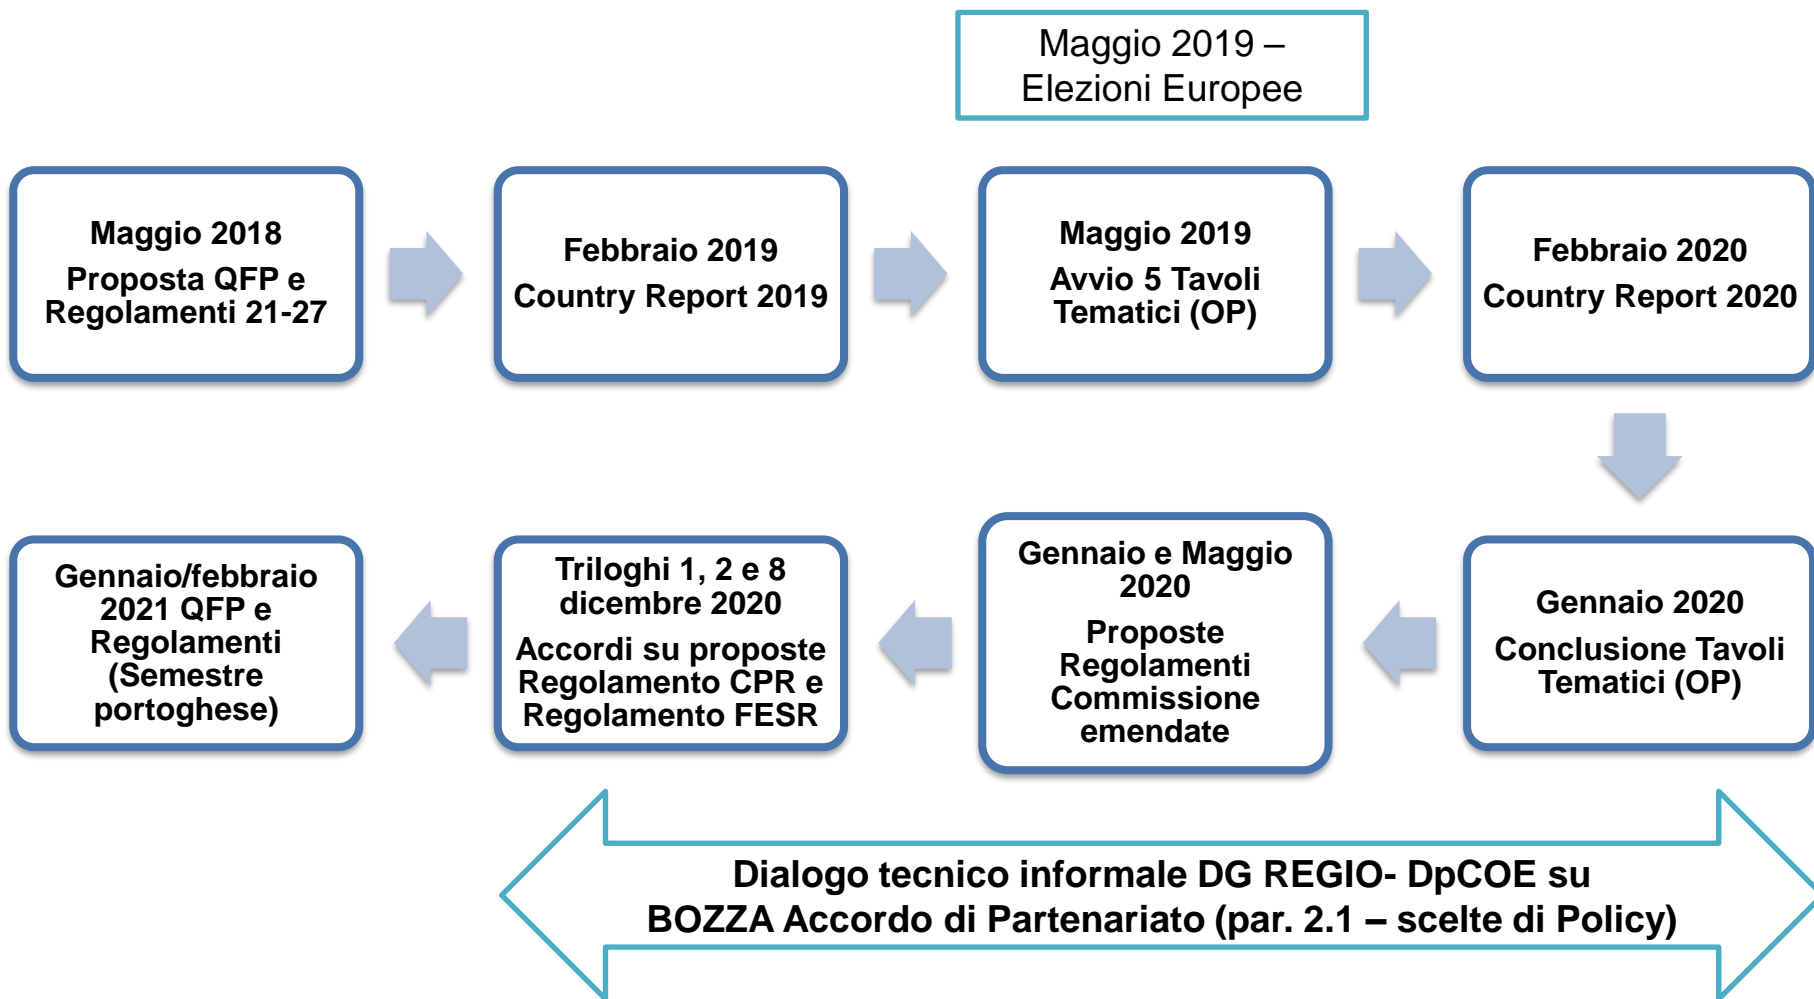 Maggio 2019 –
Elezioni Europee
Maggio 2018
Proposta QFP e
Regolamenti 21-27
Febbraio 2019
Country Report 2019
Maggio 2019
Avvio 5 Tavoli
Tematici (OP)
Febbraio 2020
Country Report 2020
Gennaio 2020
Conclusione Tavoli
Tematici (OP)
Gennaio e Maggio
2020
Proposte
Regolamenti
Commissione
emendate
Triloghi 1, 2 e 8
dicembre 2020
Accordi su proposte
Regolamento CPR e
Regolamento FESR
Gennaio/febbraio
2021 QFP e
Regolamenti
(Semestre
portoghese)
Dialogo tecnico informale DG REGIO- DpCOE su
BOZZA Accordo di Partenariato (par. 2.1 – scelte di Policy)